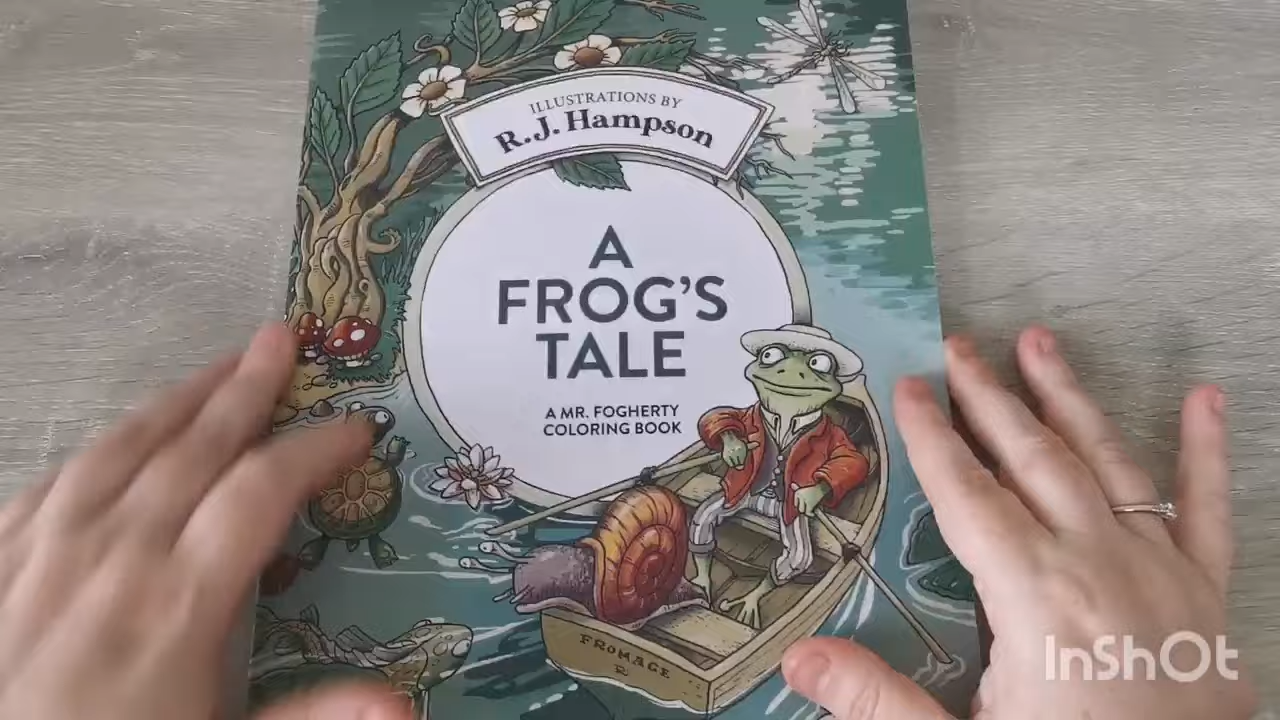 ILLUSTRATIONS BY
R.J. Hampson
A
FROG'S
TALE
A MR. FOGHERTY
COLORING BOOK
FROMAGE
R
InShOt